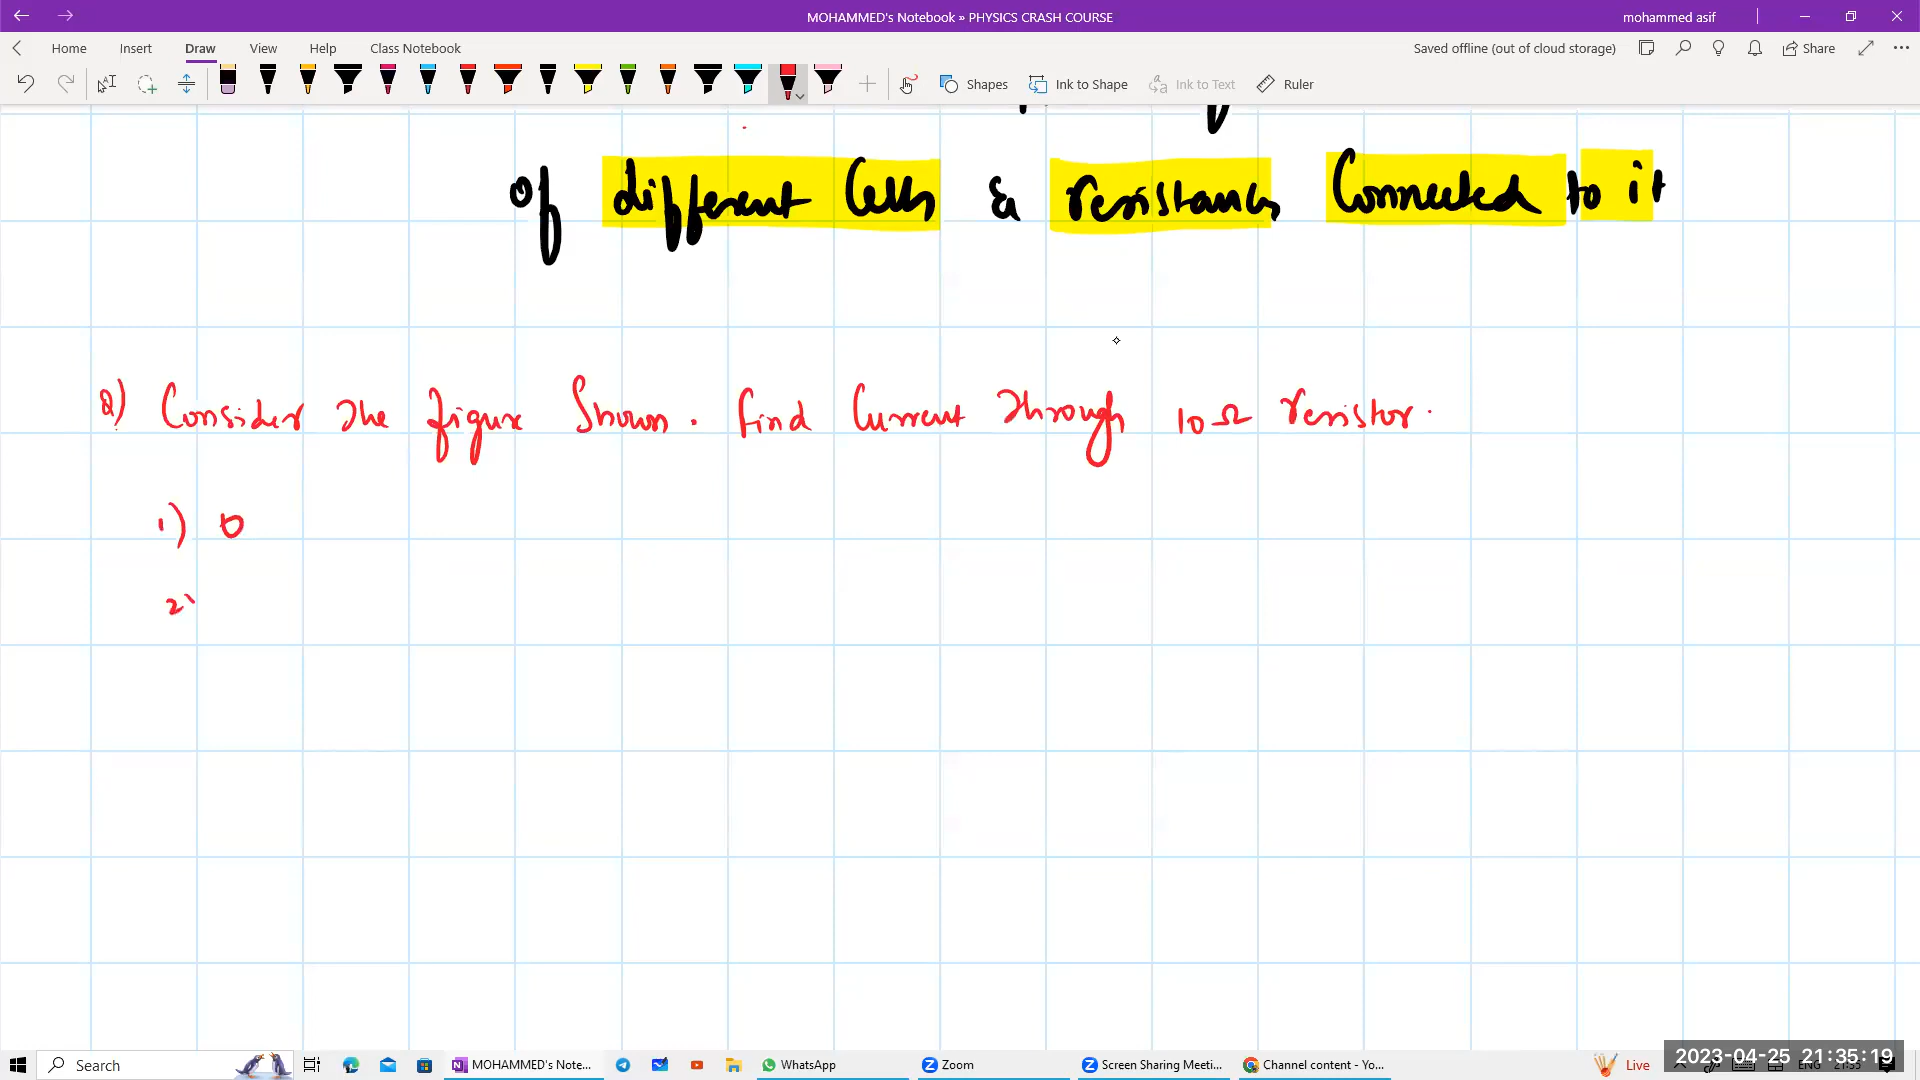 MOHAMMED's Notebook » PHYSICS CRASH COURSE
mohammed asif
Home Insert Draw View Help Class Notebook
Saved offline (out of cloud storage)
Share
Shapes
Ink to Shape
Ink to Text
Ruler
of different Cells & resistances Connected to it
Q) Consider the figure shown. Find Current through 10Ω resistor.
1) 0
2)
Search
MOHAMMED's Note...
WhatsApp
Zoom
Screen Sharing Meeti...
Channel content - Yo...
Live
2023-04-25 21:35:19